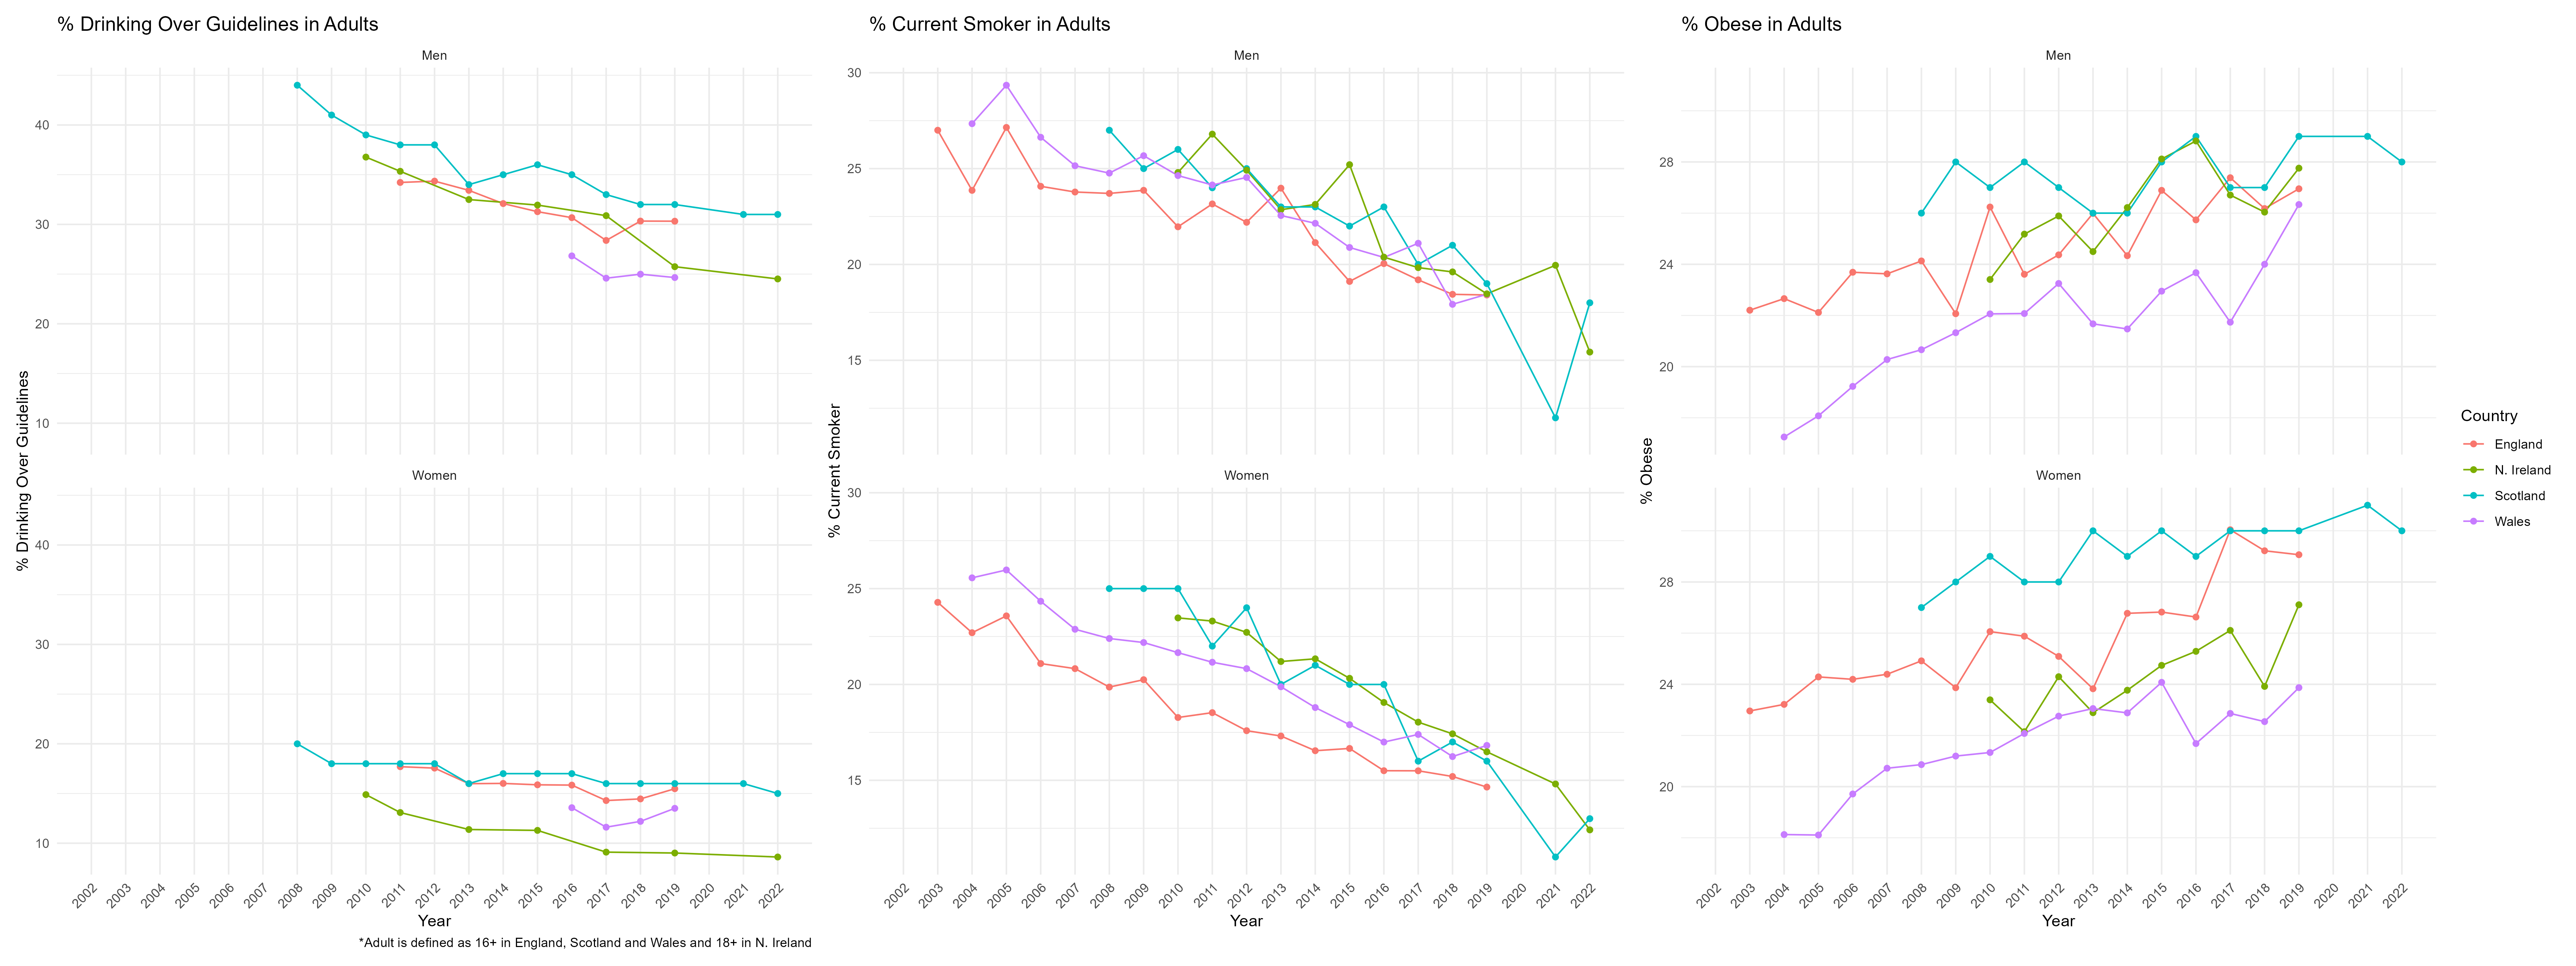 % Drinking Over Guidelines in Adults
Men
% Drinking Over Guidelines
40
30
20
10
Women
40
30
20
10
2002 2003 2004 2005 2006 2007 2008 2009 2010 2011 2012 2013 2014 2015 2016 2017 2018 2019 2020 2021 2022
Year
*Adult is defined as 16+ in England, Scotland and Wales and 18+ in N. Ireland
% Current Smoker in Adults
Men
% Current Smoker
30
25
20
15
Women
30
25
20
15
2002 2003 2004 2005 2006 2007 2008 2009 2010 2011 2012 2013 2014 2015 2016 2017 2018 2019 2020 2021 2022
Year
% Obese in Adults
Men
% Obese
28
24
20
Women
28
24
20
2002 2003 2004 2005 2006 2007 2008 2009 2010 2011 2012 2013 2014 2015 2016 2017 2018 2019 2020 2021 2022
Year
Country
England
N. Ireland
Scotland
Wales